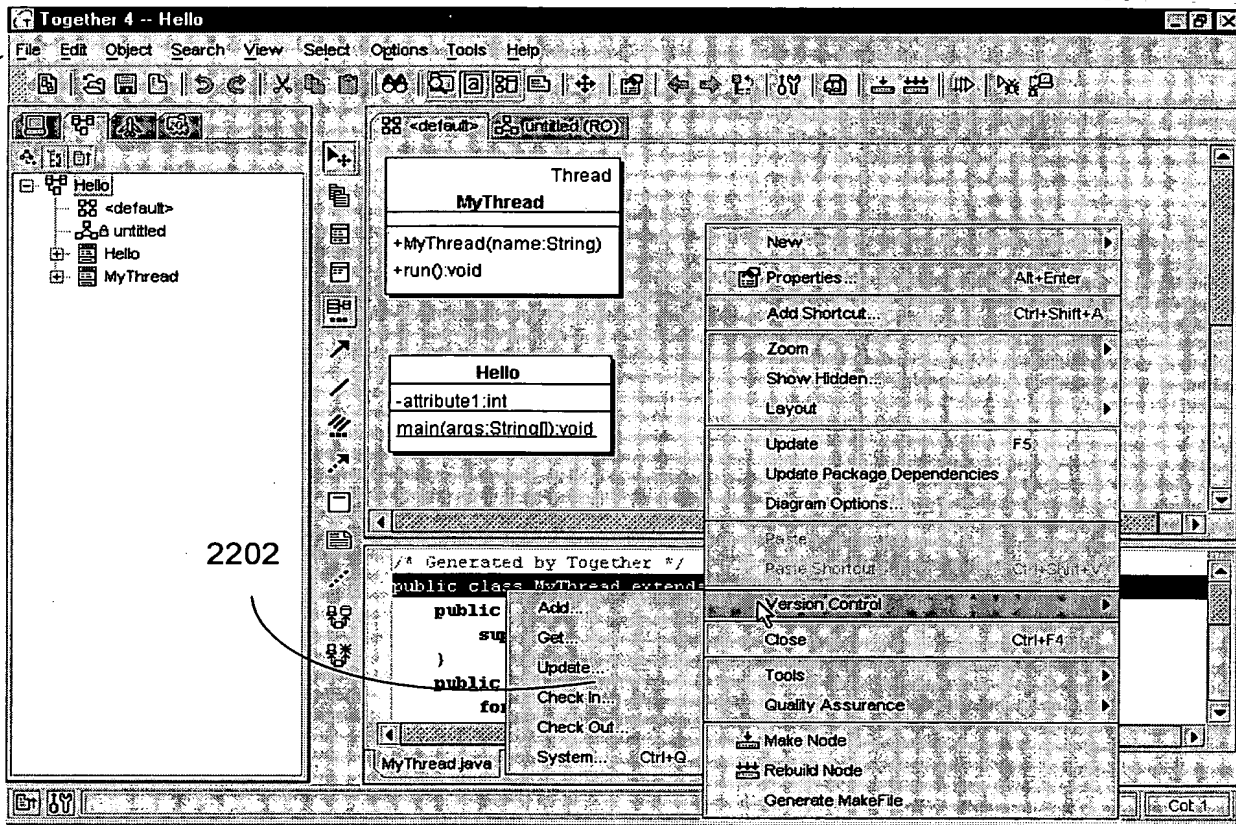 Together 4 -- Hello
File Edit Object Search View Select Options Tools Help
<default> untitled (RO)
Hello
<default>
untitled
Hello
MyThread
Thread
MyThread
+MyThread(name:String)
+run():void
Hello
-attribute1:int
main(args:String[]):void
New
Properties... Alt+Enter
Add Shortcut... Ctrl+Shift+A
Zoom
Show Hidden...
Layout
Update F5
Update Package Dependencies
Diagram Options...
Paste
Paste Shortcut Ctrl+Shift+V
Version Control
Close Ctrl+F4
Tools
Quality Assurance
Make Node
Rebuild Node
Generate MakeFile
2202
/* Generated by Together */
public class MyThread extends
public
sup
}
public
for
Add...
Get...
Update...
Check In...
Check Out...
System... Ctrl+Q
MyThread.java
Col: 1